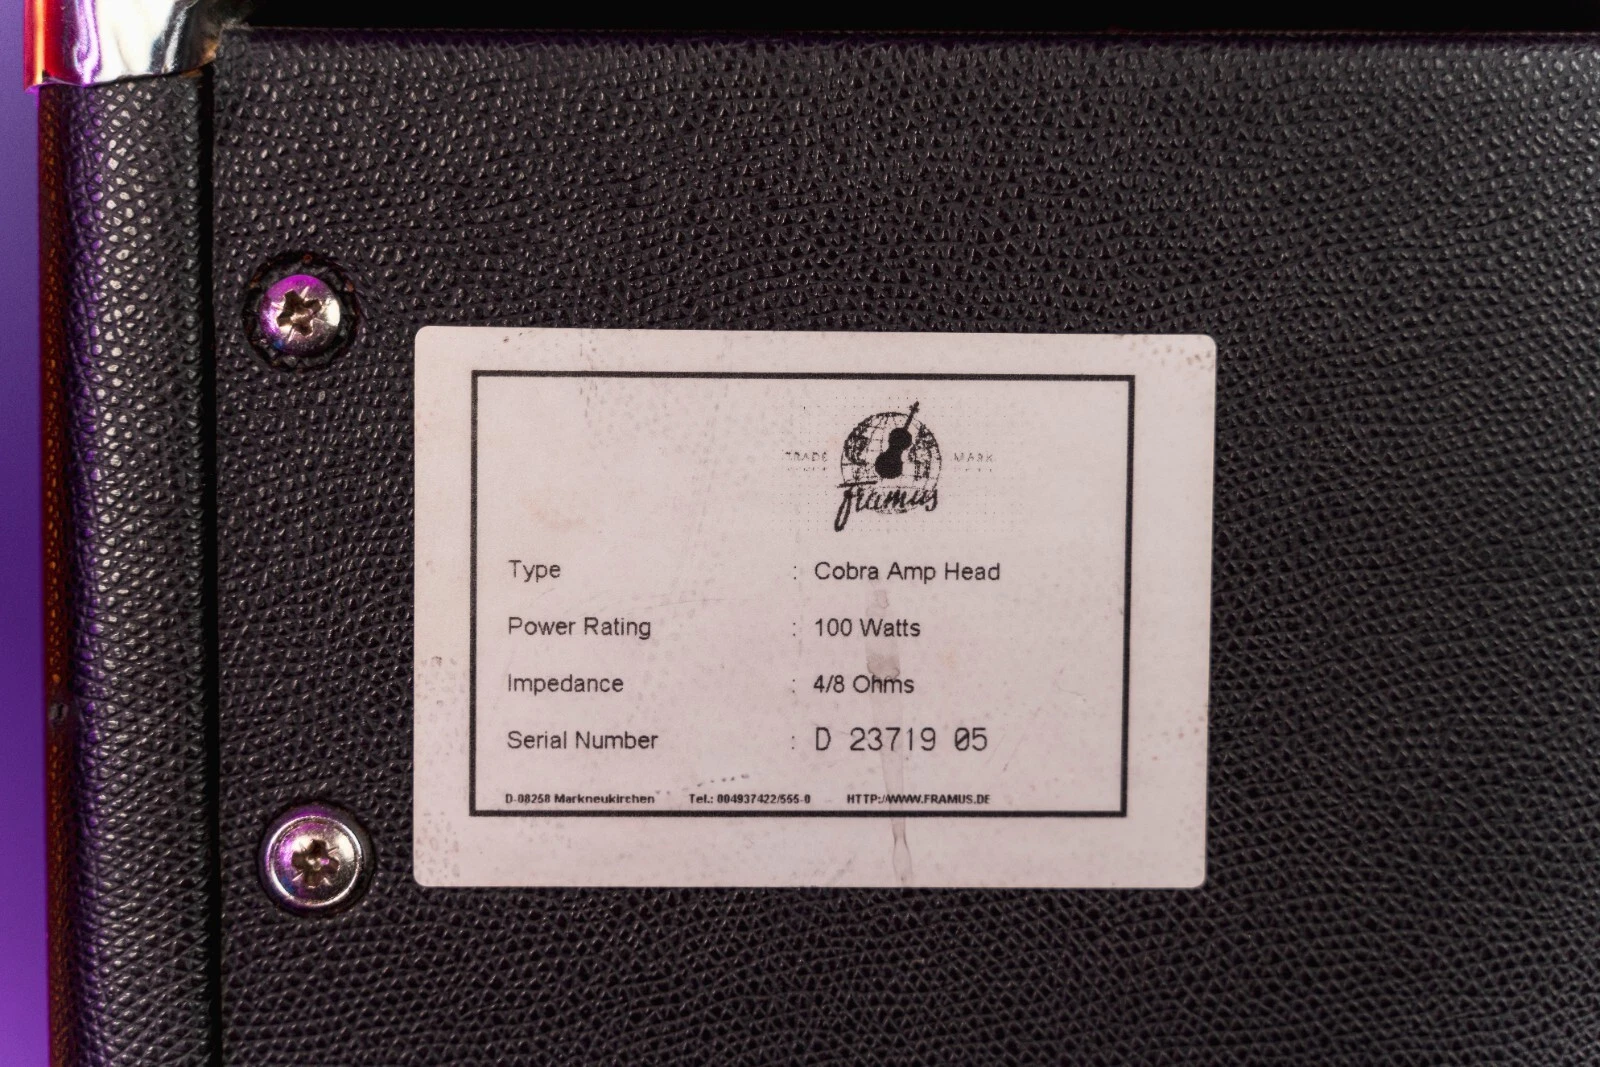 TRADE MARK
Framus
Type : Cobra Amp Head
Power Rating : 100 Watts
Impedance : 4/8 Ohms
Serial Number : D 23719 05
D-08258 Markneukirchen Tel.: 004937422/555-0 HTTP://WWW.FRAMUS.DE